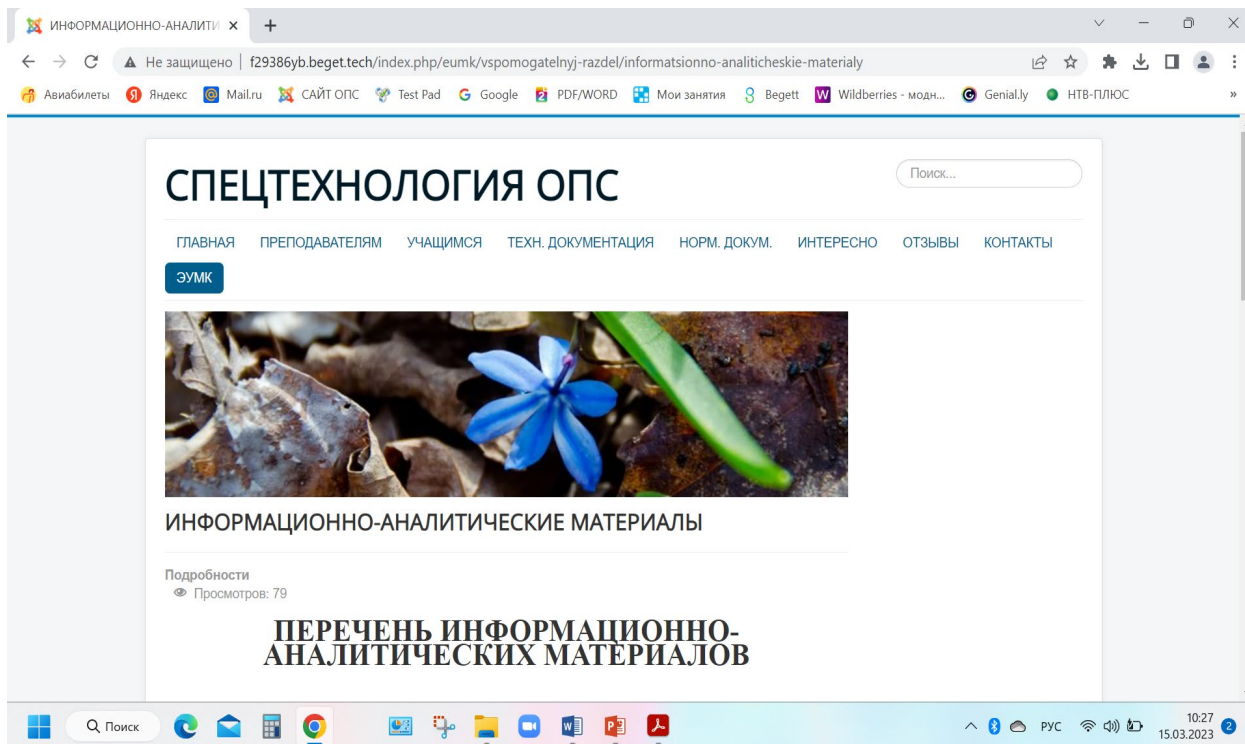 ИНФОРМАЦИОННО-АНАЛИТИ
Не защищено | f29386yb.beget.tech/index.php/eumk/vspomogatelnyj-razdel/informatsionno-analiticheskie-materialy
Авиабилеты Яндекс Mail.ru САЙТ ОПС Test Pad Google PDF/WORD Мои занятия Begett Wildberries - модн... Genial.ly НТВ-ПЛЮС »
СПЕЦТЕХНОЛОГИЯ ОПС
Поиск...
ГЛАВНАЯ ПРЕПОДАВАТЕЛЯМ УЧАЩИМСЯ ТЕХН. ДОКУМЕНТАЦИЯ НОРМ. ДОКУМ. ИНТЕРЕСНО ОТЗЫВЫ КОНТАКТЫ
ЭУМК
ИНФОРМАЦИОННО-АНАЛИТИЧЕСКИЕ МАТЕРИАЛЫ
Подробности
Просмотров: 79
ПЕРЕЧЕНЬ ИНФОРМАЦИОННО-
АНАЛИТИЧЕСКИХ МАТЕРИАЛОВ
Поиск
РУС
10:27
15.03.2023
2